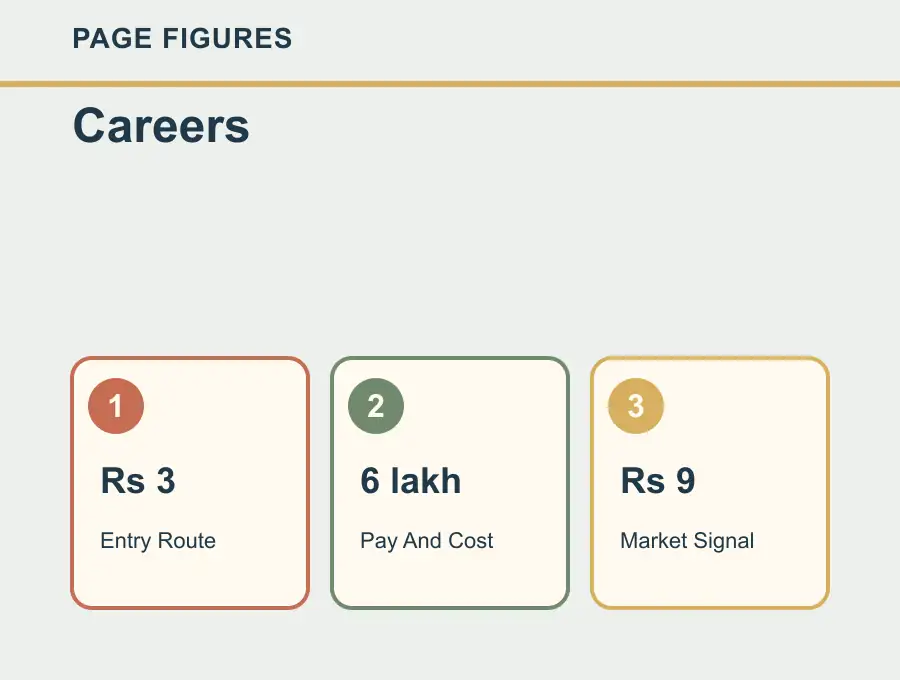 PAGE FIGURES
Careers
1
Rs 3
Entry Route
2
6 lakh
Pay And Cost
3
Rs 9
Market Signal